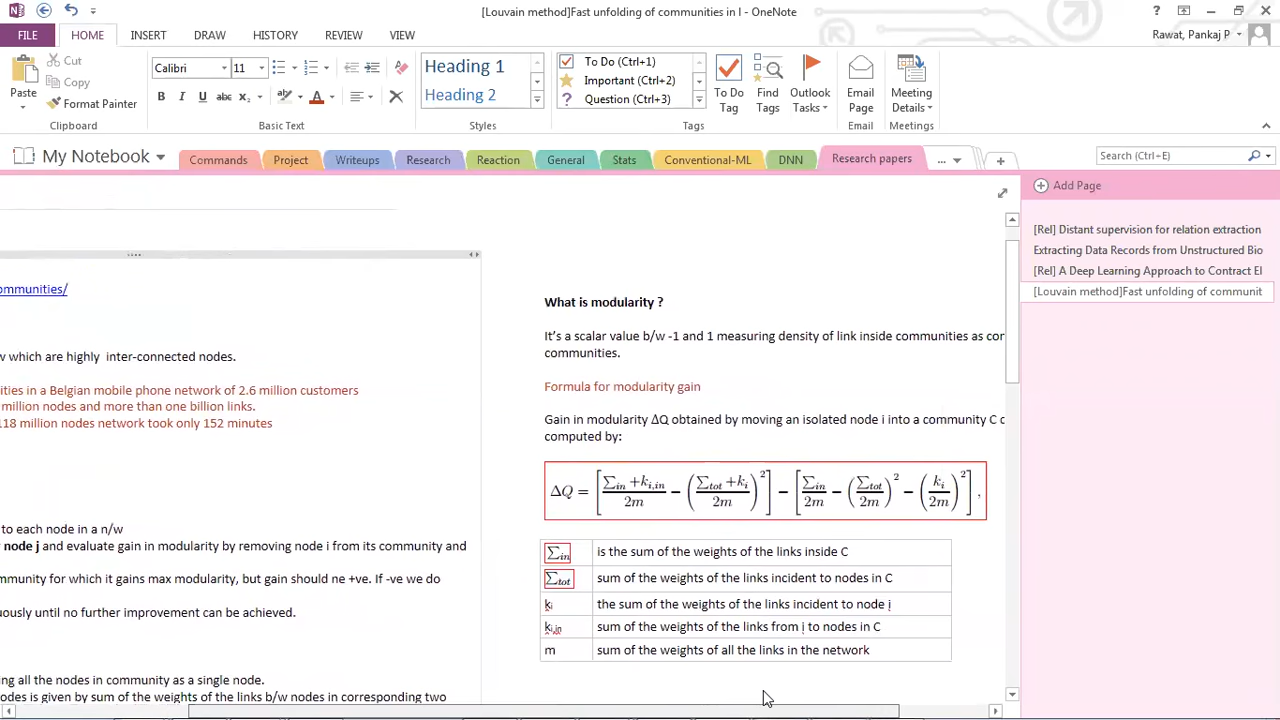 [Louvain method]Fast unfolding of communities in l - OneNote
Rawat, Pankaj P
FILE HOME INSERT DRAW HISTORY REVIEW VIEW
Paste
Cut
Copy
Format Painter
Clipboard
Calibri 11
B I U abc x₂ A
Basic Text
Heading 1
Heading 2
Styles
To Do (Ctrl+1)
Important (Ctrl+2)
Question (Ctrl+3)
To Do Tag
Find Tags
Tags
Outlook Tasks
Email Page
Email
Meeting Details
Meetings
My Notebook
Commands Project Writeups Research Reaction General Stats Conventional-ML DNN Research papers ...
Search (Ctrl+E)
Add Page
[Rel] Distant supervision for relation extraction
Extracting Data Records from Unstructured Bio
[Rel] A Deep Learning Approach to Contract El
[Louvain method]Fast unfolding of communit
ommunities/
w which are highly inter-connected nodes.
ities in a Belgian mobile phone network of 2.6 million customers
million nodes and more than one billion links.
118 million nodes network took only 152 minutes
to each node in a n/w
node j and evaluate gain in modularity by removing node i from its community and
mmunity for which it gains max modularity, but gain should ne +ve. If -ve we do
uously until no further improvement can be achieved.
ing all the nodes in community as a single node.
odes is given by sum of the weights of the links b/w nodes in corresponding two
What is modularity ?
It's a scalar value b/w -1 and 1 measuring density of link inside communities as con
communities.
Formula for modularity gain
Gain in modularity ΔQ obtained by moving an isolated node i into a community C c
computed by:
ΔQ = [ (∑in + ki,in)/2m − ((∑tot + ki)/2m)² ] − [ ∑in/2m − (∑tot/2m)² − (ki/2m)² ],
∑in is the sum of the weights of the links inside C
∑tot sum of the weights of the links incident to nodes in C
ki the sum of the weights of the links incident to node i
ki,in sum of the weights of the links from i to nodes in C
m sum of the weights of all the links in the network